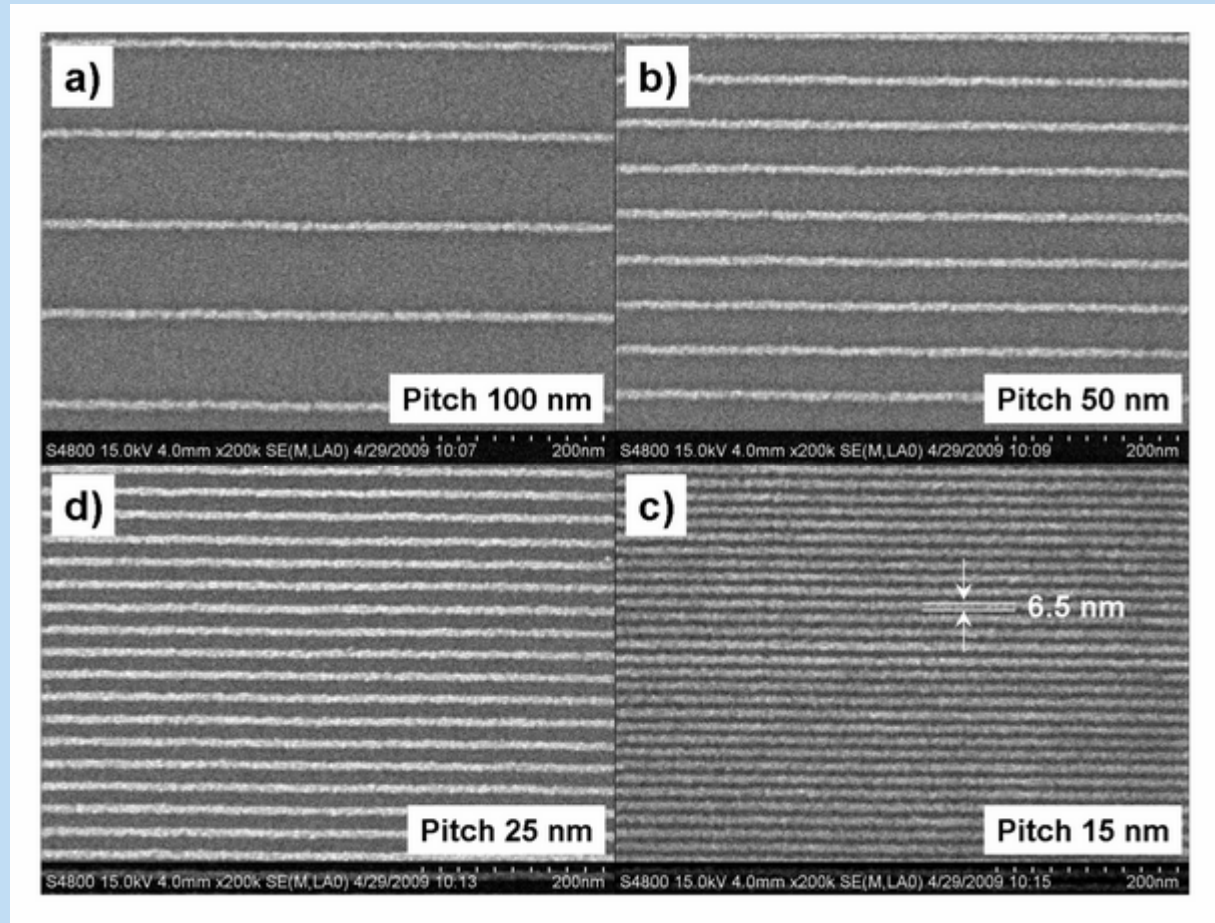 a)
Pitch 100 nm
S4800 15.0kV 4.0mm x200k SE(M,LA0) 4/29/2009 10:07 200nm
b)
Pitch 50 nm
S4800 15.0kV 4.0mm x200k SE(M,LA0) 4/29/2009 10:09 200nm
d)
Pitch 25 nm
S4800 15.0kV 4.0mm x200k SE(M,LA0) 4/29/2009 10:13 200nm
c)
6.5 nm
Pitch 15 nm
S4800 15.0kV 4.0mm x200k SE(M,LA0) 4/29/2009 10:15 200nm